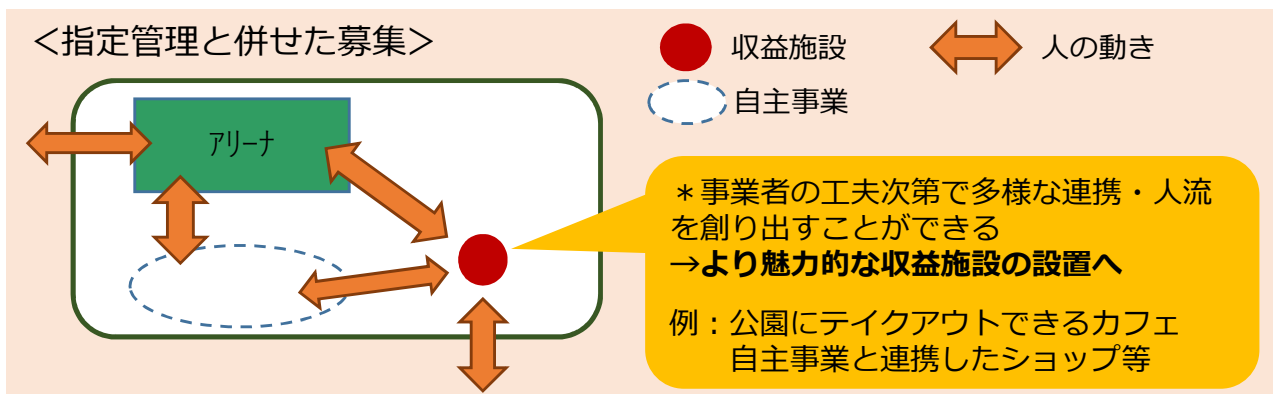 ＜指定管理と併せた募集＞
収益施設
人の動き
自主事業
ｱﾘｰﾅ
＊事業者の工夫次第で多様な連携・人流
を創り出すことができる
→より魅力的な収益施設の設置へ
例：公園にテイクアウトできるカフェ
自主事業と連携したショップ等